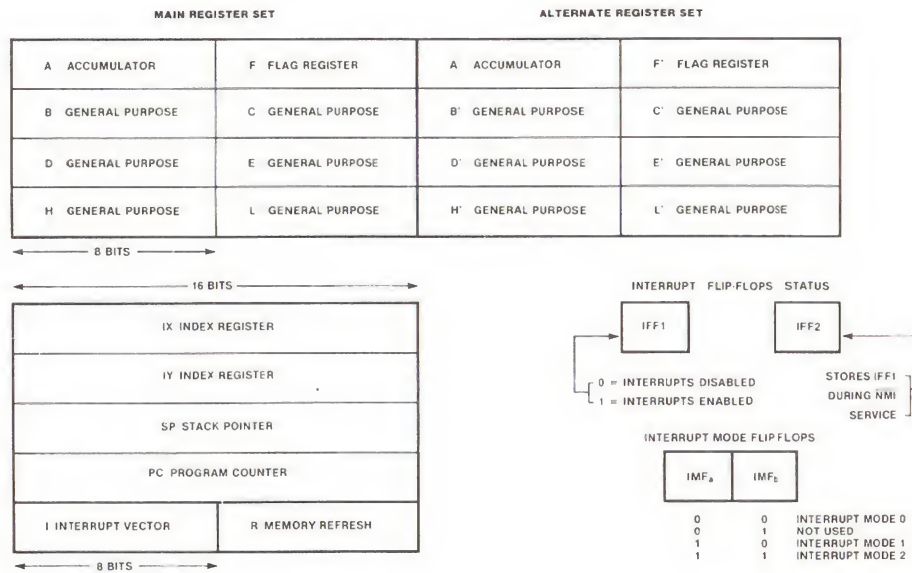 MAIN REGISTER SET
ALTERNATE REGISTER SET
A ACCUMULATOR
F FLAG REGISTER
A ACCUMULATOR
F' FLAG REGISTER
B GENERAL PURPOSE
C GENERAL PURPOSE
B' GENERAL PURPOSE
C' GENERAL PURPOSE
D GENERAL PURPOSE
E GENERAL PURPOSE
D' GENERAL PURPOSE
E' GENERAL PURPOSE
H GENERAL PURPOSE
L GENERAL PURPOSE
H' GENERAL PURPOSE
L' GENERAL PURPOSE
8 BITS
16 BITS
IX INDEX REGISTER
IY INDEX REGISTER
SP STACK POINTER
PC PROGRAM COUNTER
I INTERRUPT VECTOR
R MEMORY REFRESH
8 BITS
INTERRUPT FLIP-FLOPS STATUS
IFF1
IFF2
0 = INTERRUPTS DISABLED
1 = INTERRUPTS ENABLED
STORES IFF1
DURING NMI
SERVICE
INTERRUPT MODE FLIP FLOPS
IMFa
IMFb
0 0 INTERRUPT MODE 0
0 1 NOT USED
1 0 INTERRUPT MODE 1
1 1 INTERRUPT MODE 2